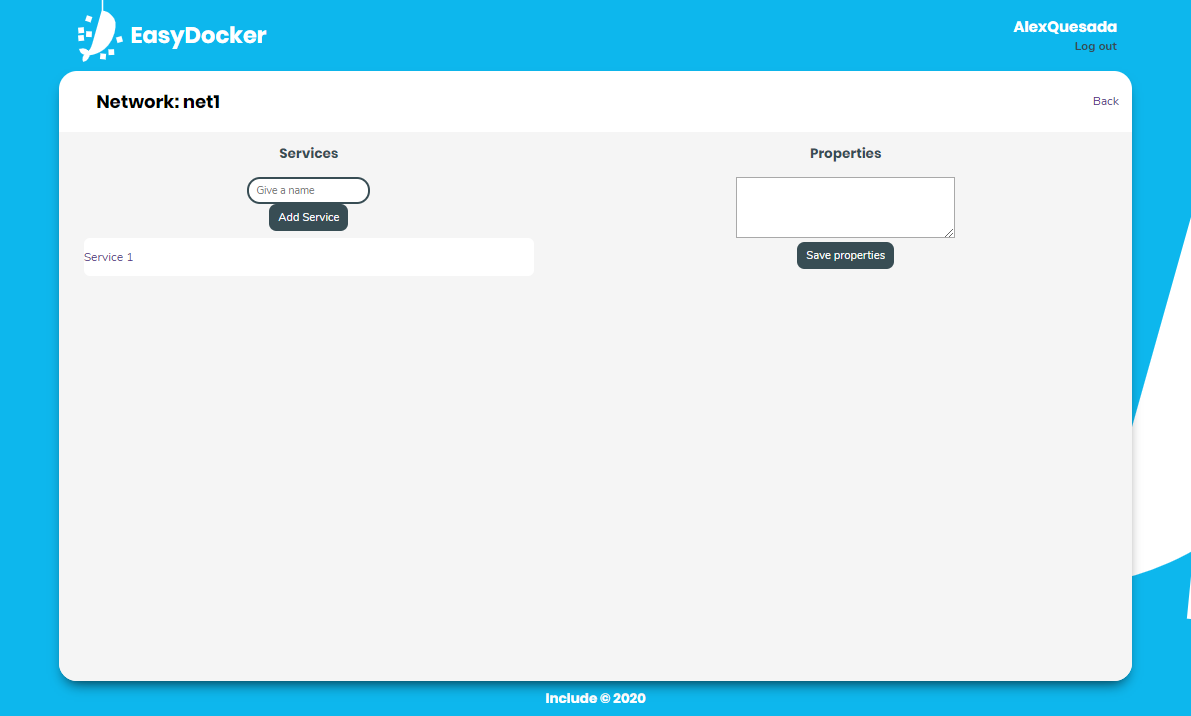 EasyDocker
AlexQuesada
Log out
Network: net1
Back
Services
Properties
Give a name
Add Service
Save properties
Service 1
Include © 2020